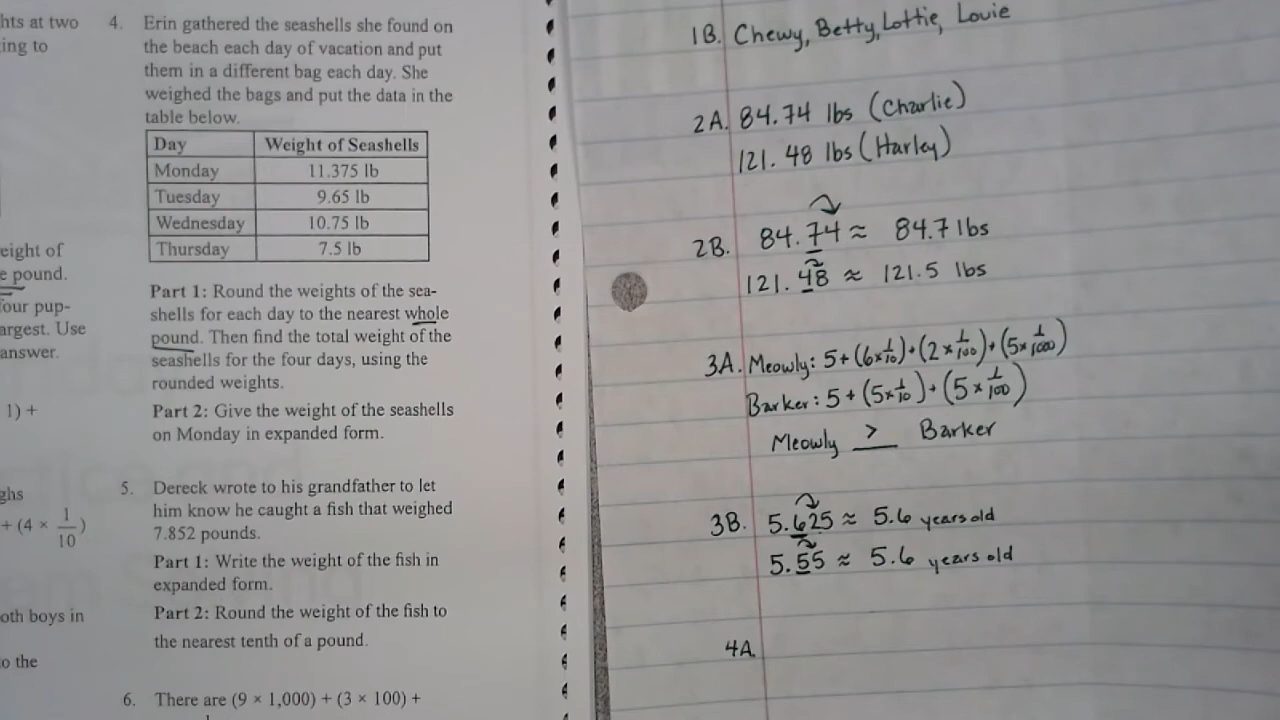 hts at two
ing to
eight of
e pound.
four pup-
argest. Use
answer.
1) +
ghs
+ (4 × 1/10)
oth boys in
o the
4. Erin gathered the seashells she found on
the beach each day of vacation and put
them in a different bag each day. She
weighed the bags and put the data in the
table below.
Day Weight of Seashells
Monday 11.375 lb
Tuesday 9.65 lb
Wednesday 10.75 lb
Thursday 7.5 lb
Part 1: Round the weights of the sea-
shells for each day to the nearest whole
pound. Then find the total weight of the
seashells for the four days, using the
rounded weights.
Part 2: Give the weight of the seashells
on Monday in expanded form.
5. Dereck wrote to his grandfather to let
him know he caught a fish that weighed
7.852 pounds.
Part 1: Write the weight of the fish in
expanded form.
Part 2: Round the weight of the fish to
the nearest tenth of a pound.
6. There are (9 × 1,000) + (3 × 100) +
1B. Chewy, Betty, Lottie, Louie
2A. 84.74 lbs (Charlie)
121.48 lbs (Harley)
2B. 84.74 ≈ 84.7 lbs
121.48 ≈ 121.5 lbs
3A. Meowly: 5 + (6 × 1/10) + (2 × 1/100) + (5 × 1/1000)
Barker: 5 + (5 × 1/10) + (5 × 1/100)
Meowly > Barker
3B. 5.625 ≈ 5.6 years old
5.55 ≈ 5.6 years old
4A.